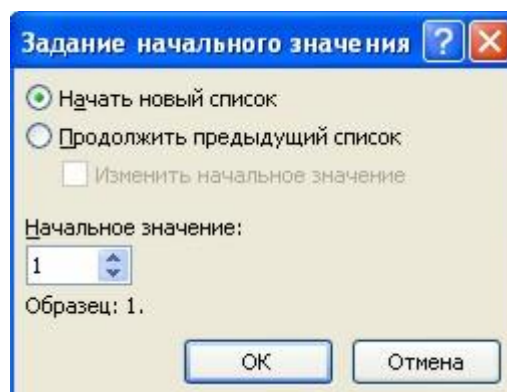 Задание начального значения
Начать новый список
Продолжить предыдущий список
Изменить начальное значение
Начальное значение:
1
Образец: 1.
ОК Отмена